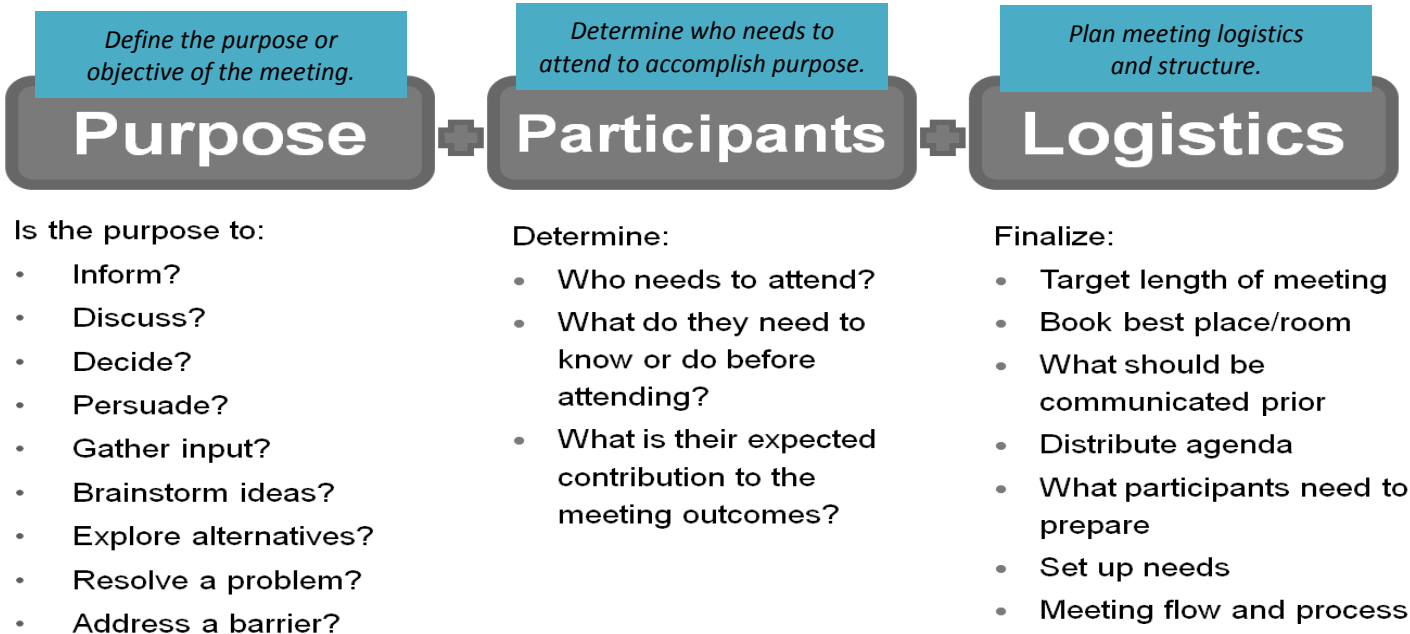 Define the purpose or
objective of the meeting.
Purpose
Is the purpose to:
• Inform?
• Discuss?
• Decide?
• Persuade?
• Gather input?
• Brainstorm ideas?
• Explore alternatives?
• Resolve a problem?
• Address a barrier?
Determine who needs to
attend to accomplish purpose.
Participants
Determine:
• Who needs to attend?
• What do they need to
know or do before
attending?
• What is their expected
contribution to the
meeting outcomes?
Plan meeting logistics
and structure.
Logistics
Finalize:
• Target length of meeting
• Book best place/room
• What should be
communicated prior
• Distribute agenda
• What participants need to
prepare
• Set up needs
• Meeting flow and process